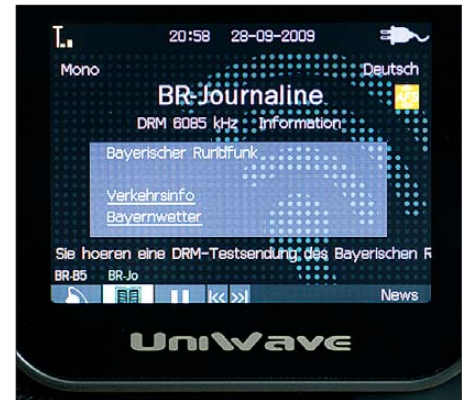 20:58 28-09-2009
Mono Deutsch
BR-Journaline
AFS
DRM 6085 kHz Information
Bayerischer Rundfunk
Verkehrsinfo
Bayernwetter
Sie hoeren eine DRM-Testsendung des Bayerischen R
BR-B5 BR-Jo
News
UniWave